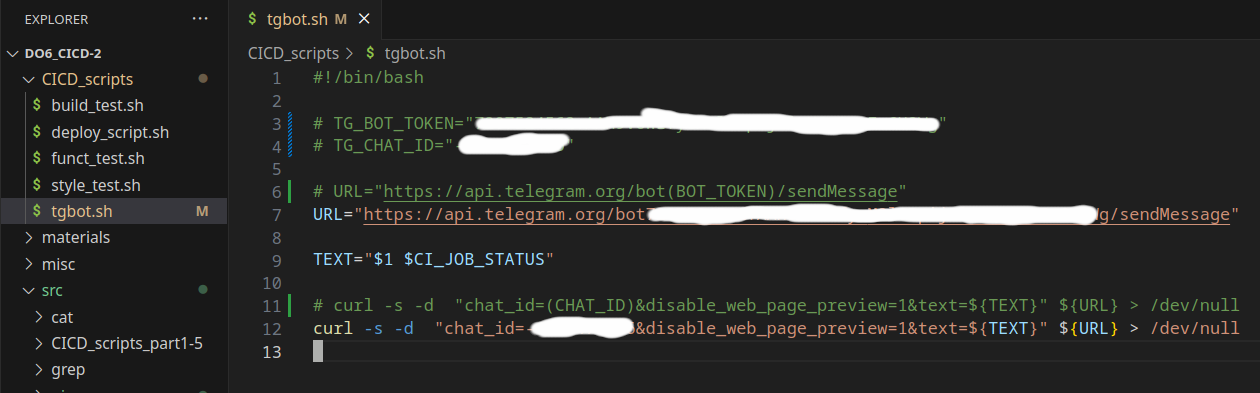 EXPLORER
···
$ tgbot.sh M ×
DO6_CICD-2
CICD_scripts > $ tgbot.sh
CICD_scripts
$ build_test.sh
$ deploy_script.sh
$ funct_test.sh
$ style_test.sh
$ tgbot.sh M
materials
misc
src
cat
CICD_scripts_part1-5
grep
1 #!/bin/bash
2
3 # TG_BOT_TOKEN=" "
4 # TG_CHAT_ID=" "
5
6 # URL="https://api.telegram.org/bot(BOT_TOKEN)/sendMessage"
7 URL="https://api.telegram.org/bot g/sendMessage"
8
9 TEXT="$1 $CI_JOB_STATUS"
10
11 # curl -s -d  "chat_id=(CHAT_ID)&disable_web_page_preview=1&text=${TEXT}" ${URL} > /dev/null
12 curl -s -d  "chat_id= &disable_web_page_preview=1&text=${TEXT}" ${URL} > /dev/null
13